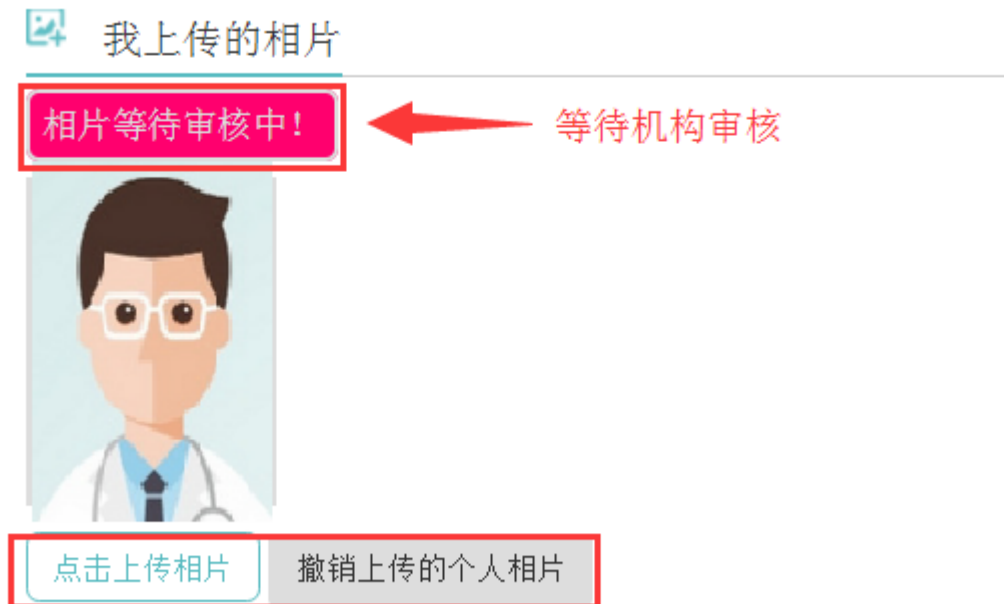 我上传的相片
相片等待审核中！
等待机构审核
点击上传相片
撤销上传的个人相片